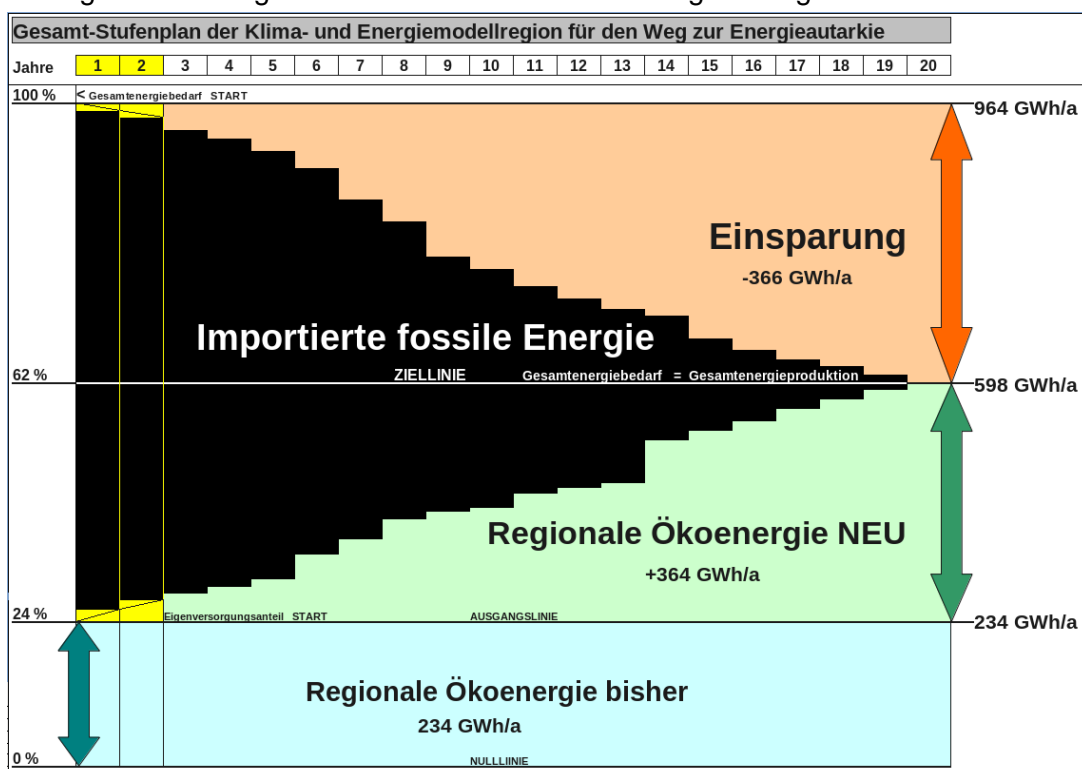 Gesamt-Stufenplan der Klima- und Energiemodellregion für den Weg zur Energieautarkie
Jahre 1 2 3 4 5 6 7 8 9 10 11 12 13 14 15 16 17 18 19 20
100 % < Gesamtenergiebedarf START
964 GWh/a
Einsparung
-366 GWh/a
Importierte fossile Energie
62 % ZIELLINIE Gesamtenergiebedarf = Gesamtenergieproduktion
598 GWh/a
Regionale Ökoenergie NEU
+364 GWh/a
24 % Eigenversorgungsanteil START AUSGANGSLINIE
234 GWh/a
Regionale Ökoenergie bisher
234 GWh/a
0 % NULLLIINIE